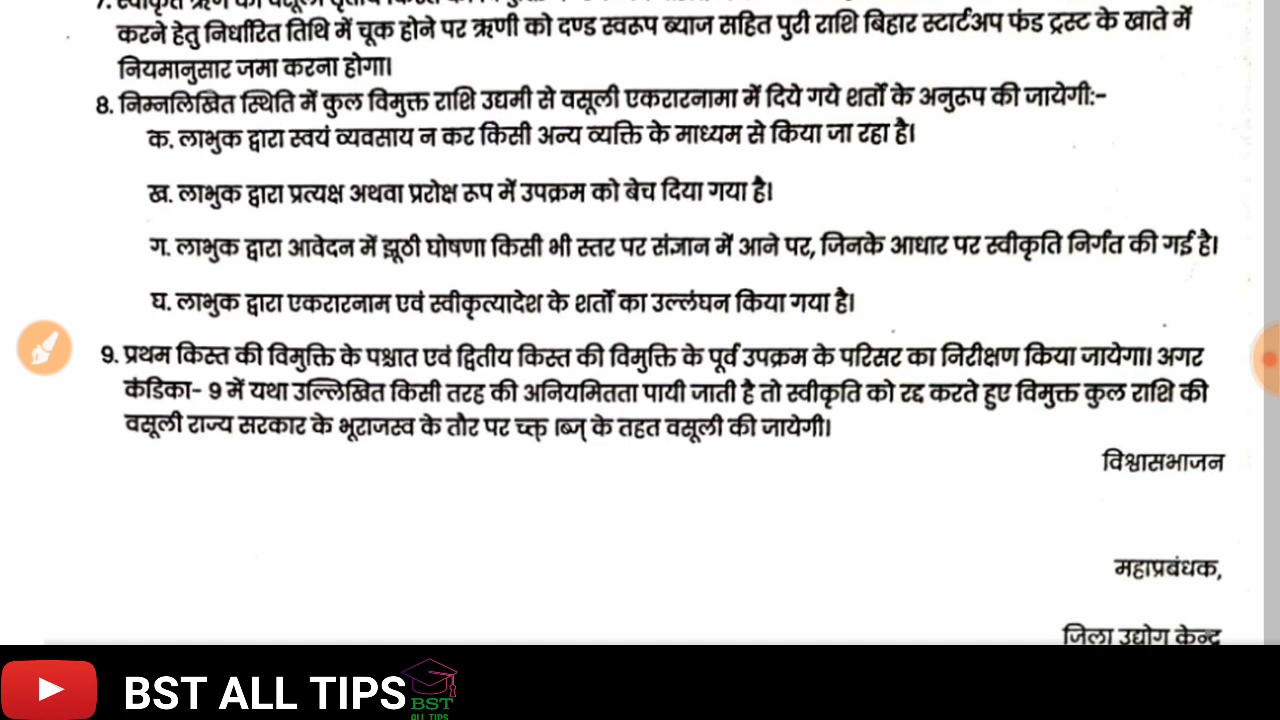 करने हेतु निर्धारित तिथि में चूक होने पर ऋणी को दण्ड स्वरूप ब्याज सहित पुरी राशि बिहार स्टार्टअप फंड ट्रस्ट के खाते में
नियमानुसार जमा करना होगा।
8. निम्नलिखित स्थिति में कुल विमुक्त राशि उद्यमी से वसूली एकरारनामा में दिये गये शर्तो के अनुरूप की जायेगी:-
क. लाभुक द्वारा स्वयं व्यवसाय न कर किसी अन्य व्यक्ति के माध्यम से किया जा रहा है।
ख. लाभुक द्वारा प्रत्यक्ष अथवा प्ररोक्ष रूप में उपक्रम को बेच दिया गया है।
ग. लाभुक द्वारा आवेदन में झूठी घोषणा किसी भी स्तर पर संज्ञान में आने पर, जिनके आधार पर स्वीकृति निर्गत की गई है।
घ. लाभुक द्वारा एकरारनाम एवं स्वीकृत्यादेश के शर्तो का उल्लंघन किया गया है।
9. प्रथम किस्त की विमुक्ति के पश्चात एवं द्वितीय किस्त की विमुक्ति के पूर्व उपक्रम के परिसर का निरीक्षण किया जायेगा। अगर
कंडिका- 9 में यथा उल्लिखित किसी तरह की अनियमितता पायी जाती है तो स्वीकृति को रद्द करते हुए विमुक्त कुल राशि की
वसूली राज्य सरकार के भूराजस्व के तौर पर के तहत वसूली की जायेगी।
विश्वासभाजन
महाप्रबंधक,
जिला उद्योग केन्द्र
BST ALL TIPS
BST
ALL TIPS